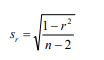 s_r = √((1 - r²) / (n - 2))